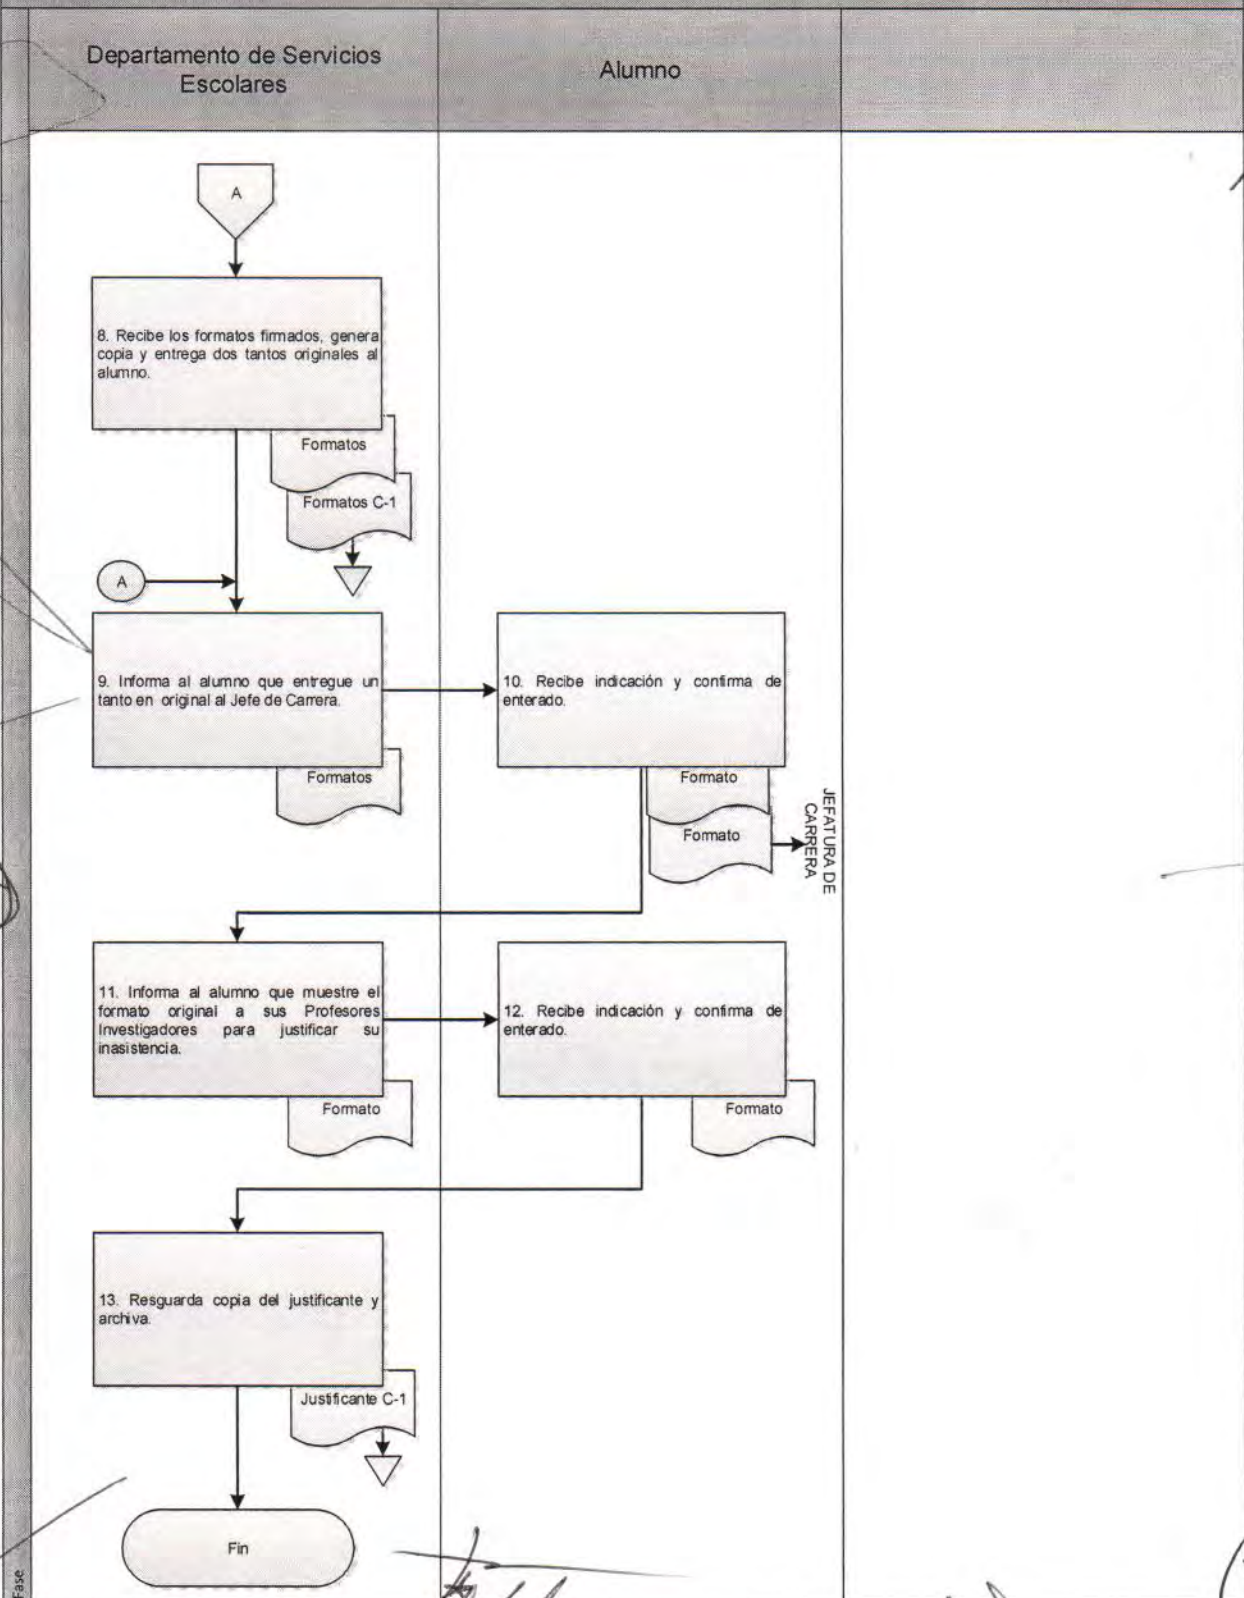 Departamento de Servicios
Escolares
Alumno
A
8. Recibe los formatos firmados, genera
copia y entrega dos tantos originales al
alumno.
Formatos
Formatos C-1
A
9. Informa al alumno que entregue un
tanto en original al Jefe de Carrera.
Formatos
10. Recibe indicación y confirma de
enterado.
Formato
Formato
JEFATURA DE
CARRERA
11. Informa al alumno que muestre el
formato original a sus Profesores
Investigadores para justificar su
inasistencia.
Formato
12. Recibe indicación y confirma de
enterado.
Formato
13. Resguarda copia del justificante y
archiva.
Justificante C-1
Fin
Fase